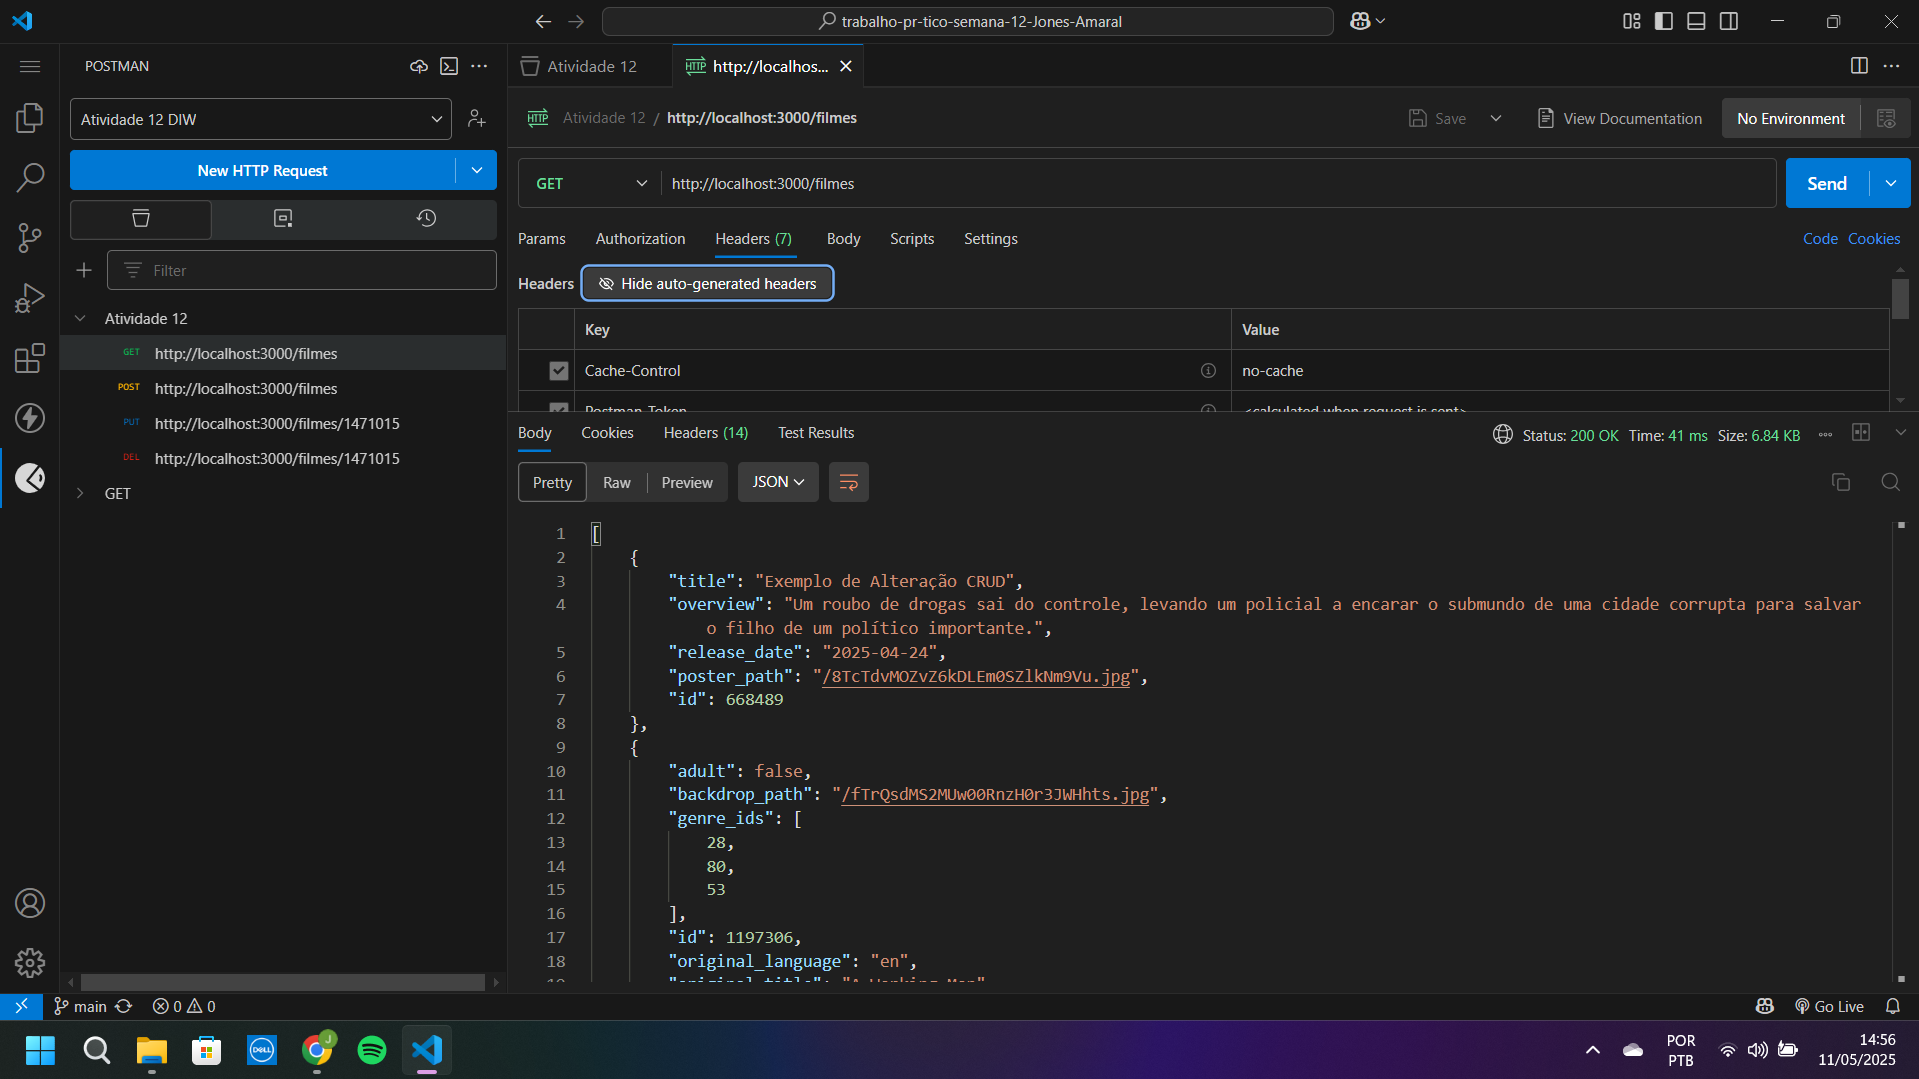 trabalho-pr-tico-semana-12-Jones-Amaral
POSTMAN
Atividade 12
http://localhos...
Atividade 12 DIW
Atividade 12 / http://localhost:3000/filmes
Save
View Documentation
No Environment
New HTTP Request
GET
http://localhost:3000/filmes
Send
Params
Authorization
Headers (7)
Body
Scripts
Settings
Code
Cookies
Filter
Headers
Hide auto-generated headers
Atividade 12
GET http://localhost:3000/filmes
POST http://localhost:3000/filmes
PUT http://localhost:3000/filmes/1471015
DEL http://localhost:3000/filmes/1471015
GET
Key
Value
Cache-Control
no-cache
Postman-Token
<calculated when request is sent>
Body
Cookies
Headers (14)
Test Results
Status: 200 OK Time: 41 ms Size: 6.84 KB
Pretty
Raw
Preview
JSON
1 [
2 {
3 "title": "Exemplo de Alteração CRUD",
4 "overview": "Um roubo de drogas sai do controle, levando um policial a encarar o submundo de uma cidade corrupta para salvar
o filho de um político importante.",
5 "release_date": "2025-04-24",
6 "poster_path": "/8TcTdvMOZvZ6kDLEm0SZlkNm9Vu.jpg",
7 "id": 668489
8 },
9 {
10 "adult": false,
11 "backdrop_path": "/fTrQsdMS2MUw00RnzH0r3JWHhts.jpg",
12 "genre_ids": [
13 28,
14 80,
15 53
16 ],
17 "id": 1197306,
18 "original_language": "en",
19 "original_title": "A Working Man",
main
0
0
Go Live
DELL
J
POR
PTB
14:56
11/05/2025